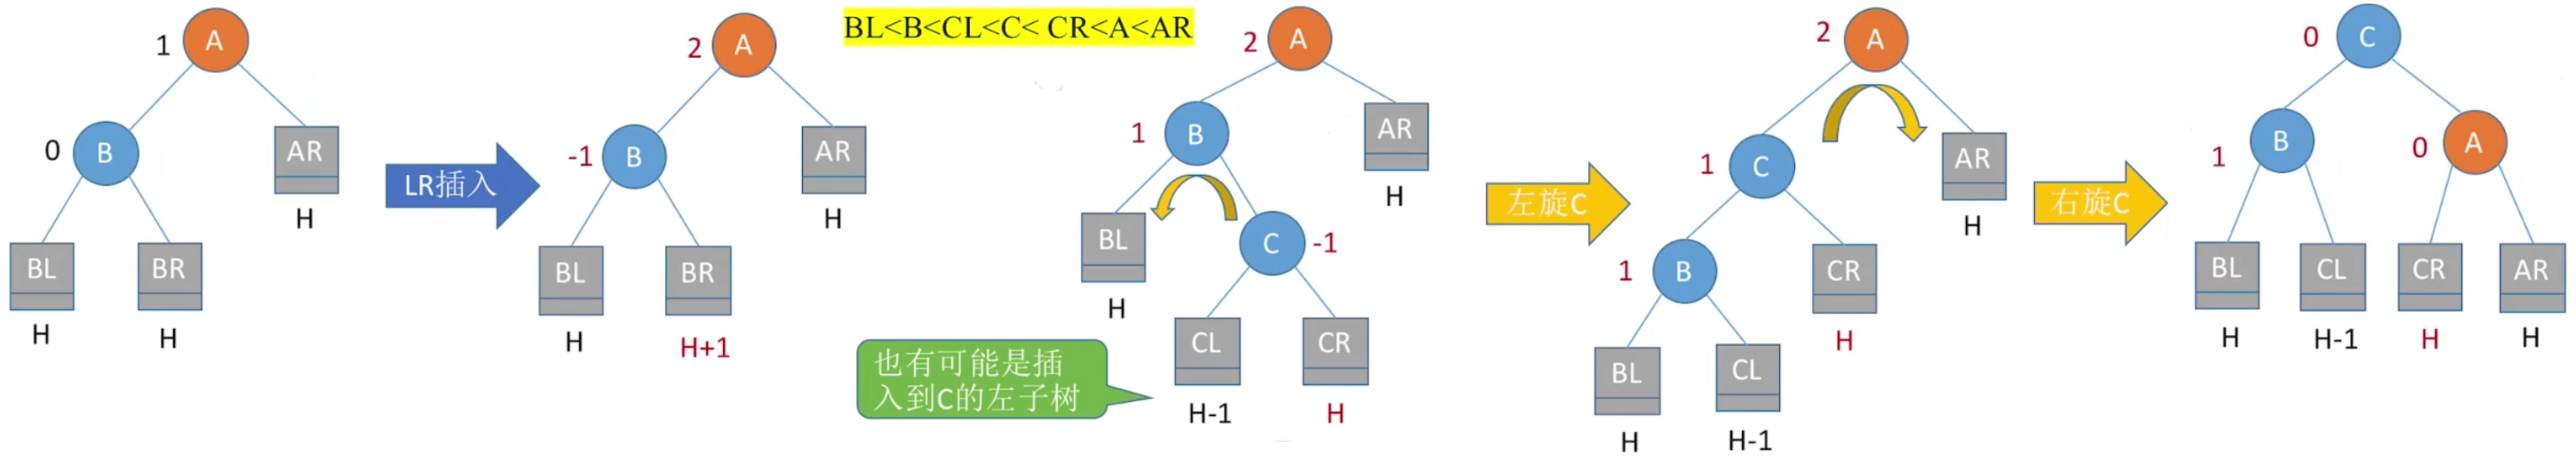 1
A
0
B
AR
H
BL
BR
H
H
LR插入
2
A
-1
B
AR
H
BL
BR
H
H+1
BL<B<CL<C< CR<A<AR
2
A
1
B
AR
H
BL
H
C
-1
CL
CR
H-1
H
也有可能是插
入到C的左子树
左旋C
2
A
1
C
AR
H
1
B
CR
H
BL
CL
H
H-1
右旋C
0
C
1
B
0
A
BL
CL
CR
AR
H
H-1
H
H